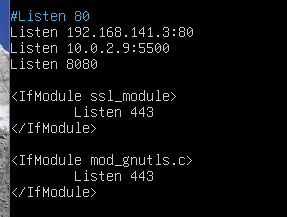 #Listen 80
Listen 192.168.141.3:80
Listen 10.0.2.9:5500
Listen 8080
<IfModule ssl_module>
Listen 443
</IfModule>
<IfModule mod_gnutls.c>
Listen 443
</IfModule>